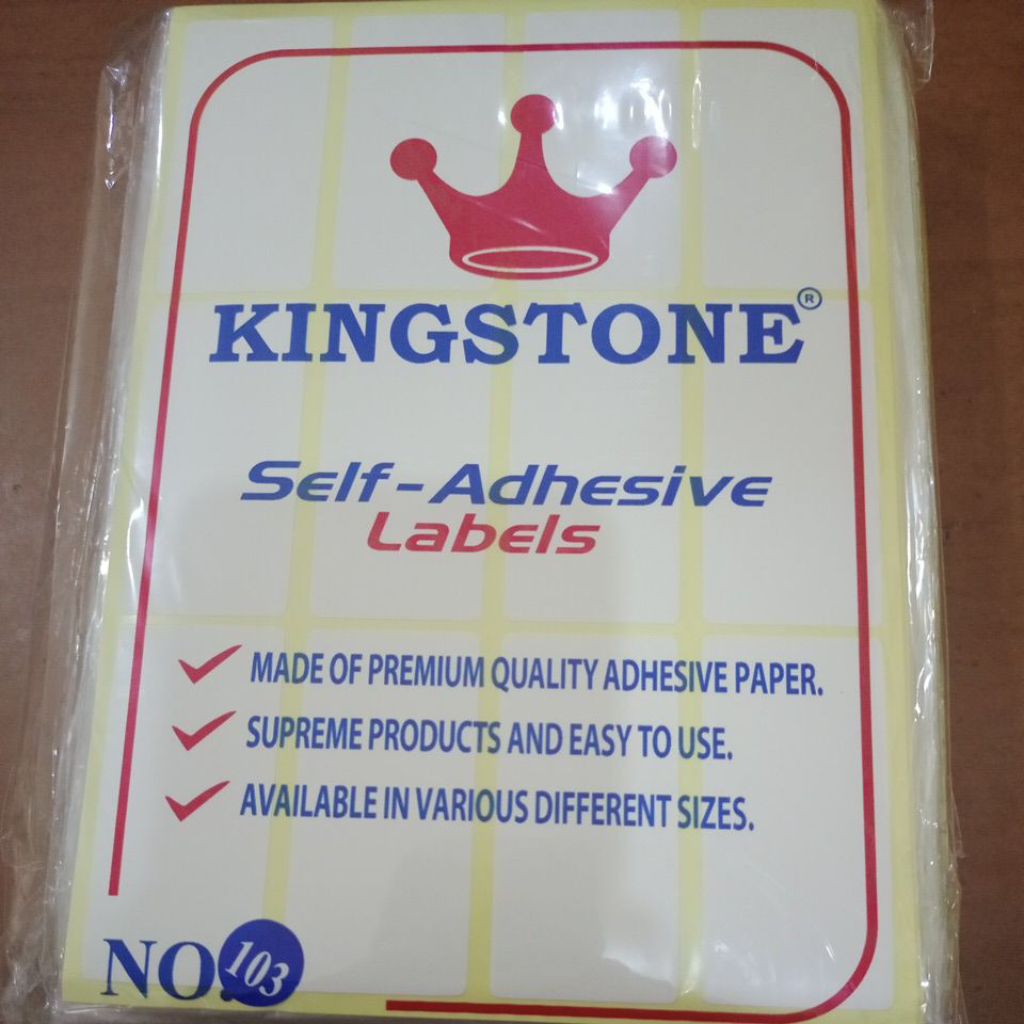 KINGSTONE®
Self-Adhesive
Labels
MADE OF PREMIUM QUALITY ADHESIVE PAPER.
SUPREME PRODUCTS AND EASY TO USE.
AVAILABLE IN VARIOUS DIFFERENT SIZES.
NO. 103